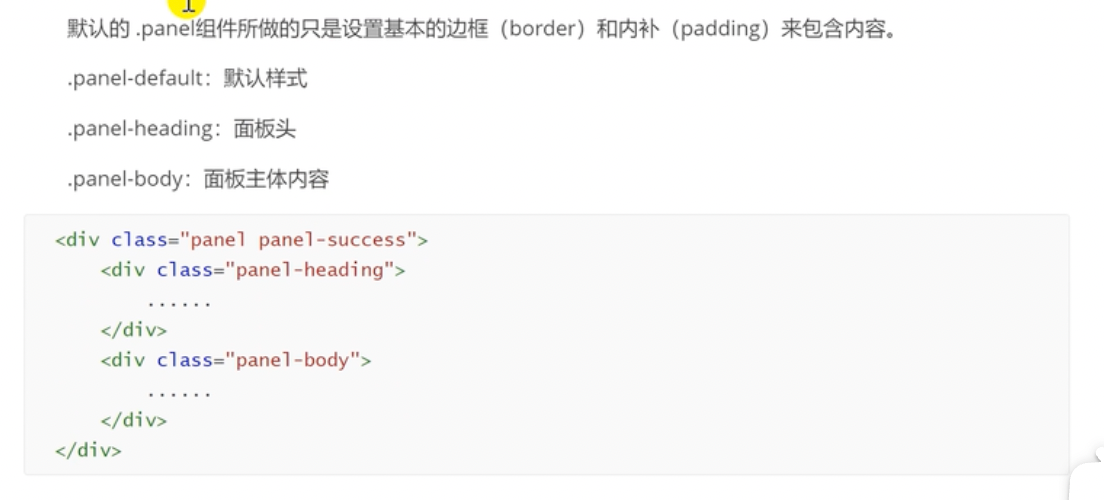 默认的 .panel组件所做的只是设置基本的边框（border）和内补（padding）来包含内容。
.panel-default：默认样式
.panel-heading：面板头
.panel-body：面板主体内容
<div class="panel panel-success">
    <div class="panel-heading">
        ......
    </div>
    <div class="panel-body">
        ......
    </div>
</div>